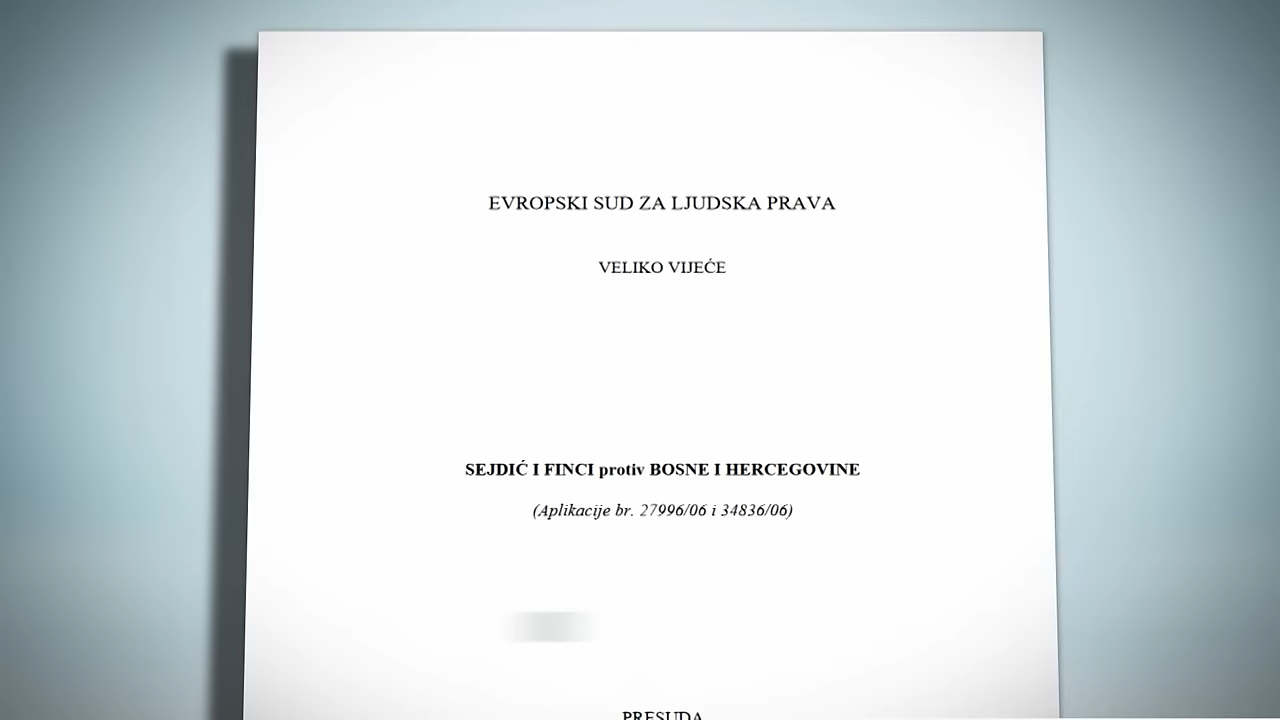 EVROPSKI SUD ZA LJUDSKA PRAVA
VELIKO VIJEĆE
SEJDIĆ I FINCI protiv BOSNE I HERCEGOVINE
(Aplikacije br. 27996/06 i 34836/06)
PRESUDA